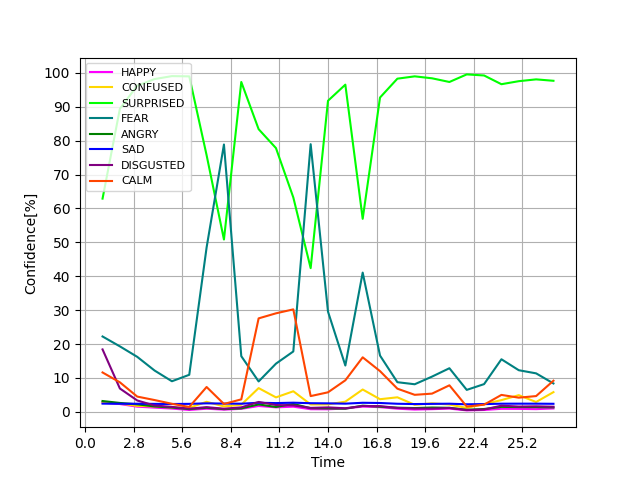 100
90
80
70
60
50
40
30
20
10
0
Confidence[%]
HAPPY
CONFUSED
SURPRISED
FEAR
ANGRY
SAD
DISGUSTED
CALM
0.0 2.8 5.6 8.4 11.2 14.0 16.8 19.6 22.4 25.2
Time